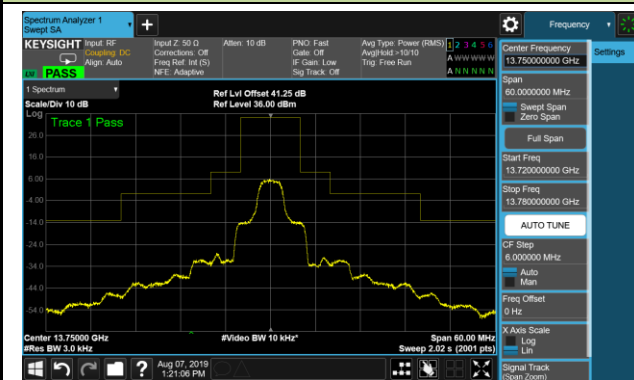 Spectrum Analyzer 1
Swept SA
+
Frequency
KEYSIGHT
Input: RF
Coupling: DC
Align: Auto
Input Z: 50 Ω
Corrections: Off
Freq Ref: Int (S)
NFE: Adaptive
Atten: 10 dB
PNO: Fast
Gate: Off
IF Gain: Low
Sig Track: Off
Avg Type: Power (RMS)
Avg|Hold:>10/10
Trig: Free Run
1 2 3 4 5 6
A W W W W W
A N N N N N
PASS
1 Spectrum
Scale/Div 10 dB
Ref Lvl Offset 41.25 dB
Ref Level 36.00 dBm
Log
Trace 1 Pass
26.0
16.0
6.00
-4.00
-14.0
-24.0
-34.0
-44.0
-54.0
Center 13.75000 GHz
#Res BW 3.0 kHz
#Video BW 10 kHz*
Span 60.00 MHz
Sweep 2.02 s (2001 pts)
Center Frequency
13.750000000 GHz
Settings
Span
60.0000000 MHz
Swept Span
Zero Span
Full Span
Start Freq
13.720000000 GHz
Stop Freq
13.780000000 GHz
AUTO TUNE
CF Step
6.000000 MHz
Auto
Man
Freq Offset
0 Hz
X Axis Scale
Log
Lin
Signal Track
(Span Zoom)
?
Aug 07, 2019
1:21:06 PM